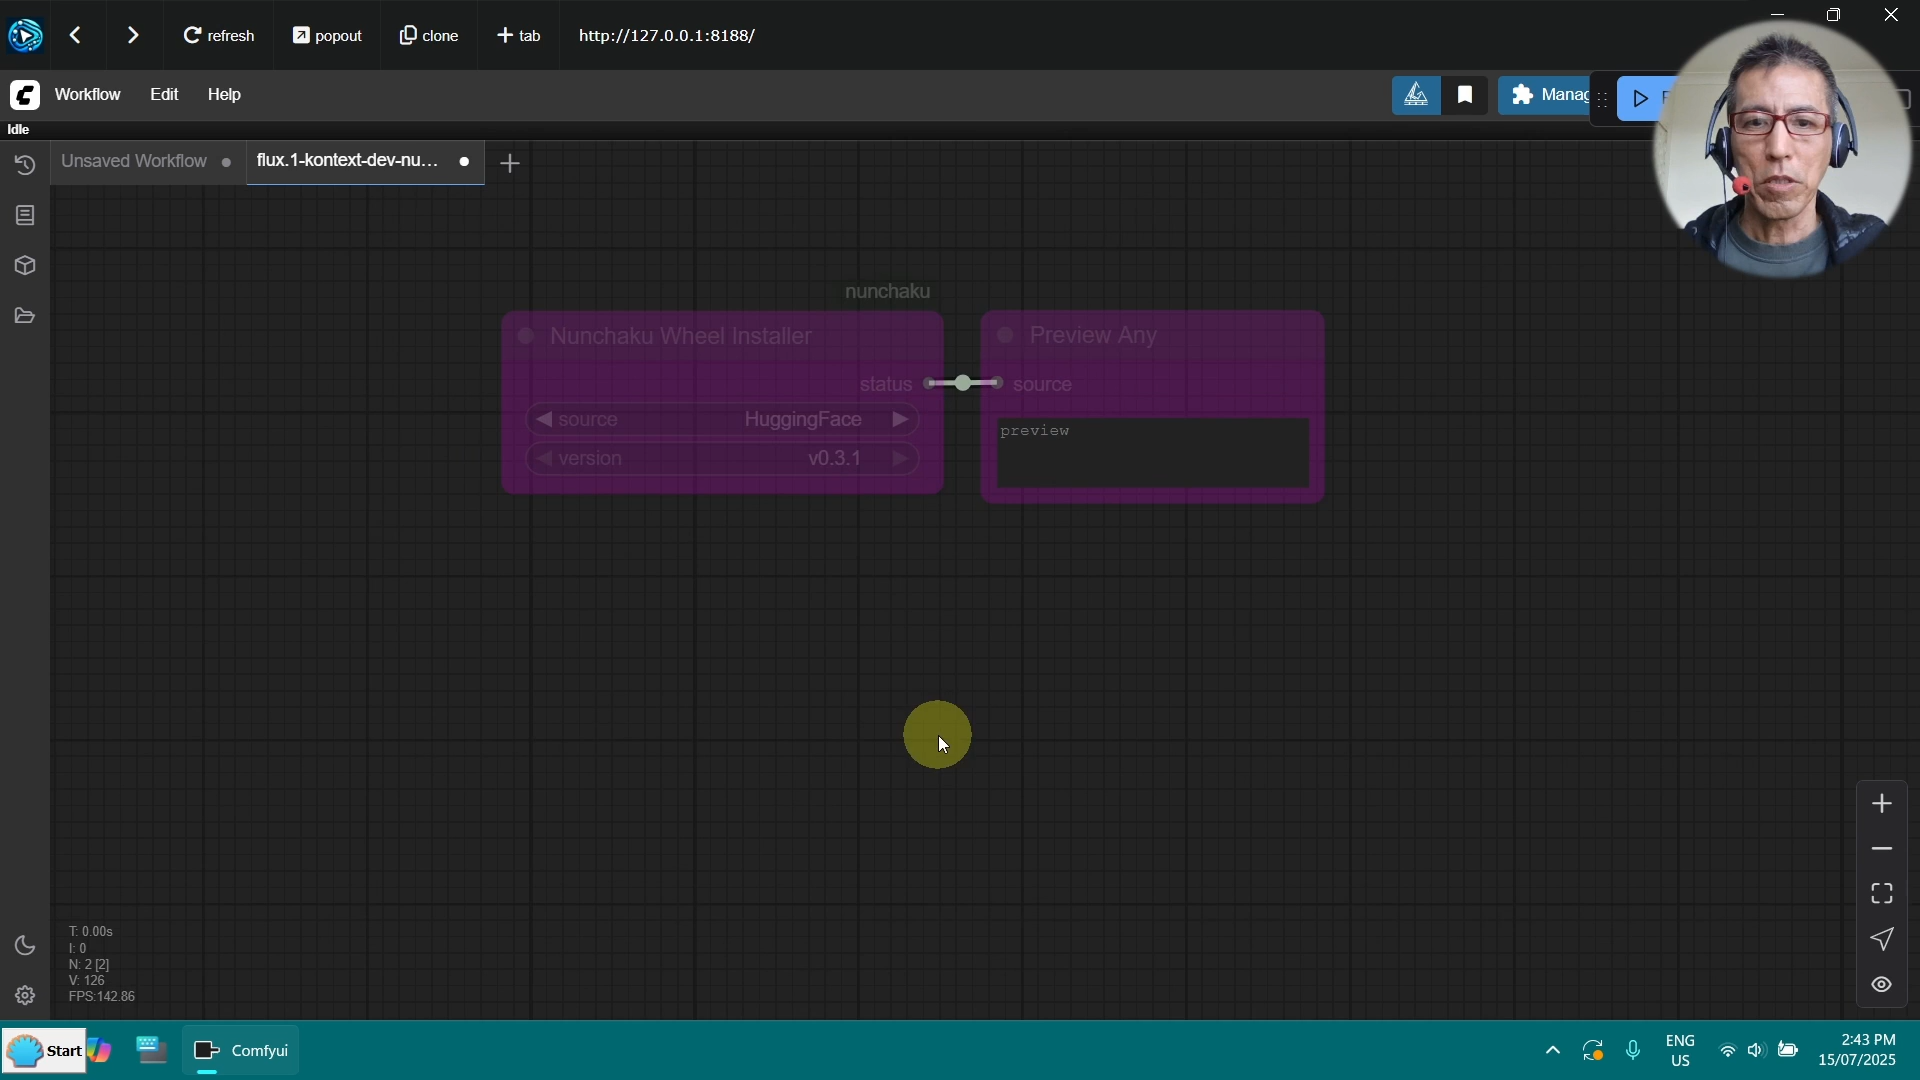 refresh
popout
clone
tab
http://127.0.0.1:8188/
Workflow
Edit
Help
Manag
Idle
Unsaved Workflow
flux.1-kontext-dev-nu...
nunchaku
Nunchaku Wheel Installer
Preview Any
status
source
source
HuggingFace
preview
version
v0.3.1
T: 0.00s
I: 0
N: 2 [2]
V: 126
FPS:142.86
Start
Comfyui
ENG
US
2:43 PM
15/07/2025